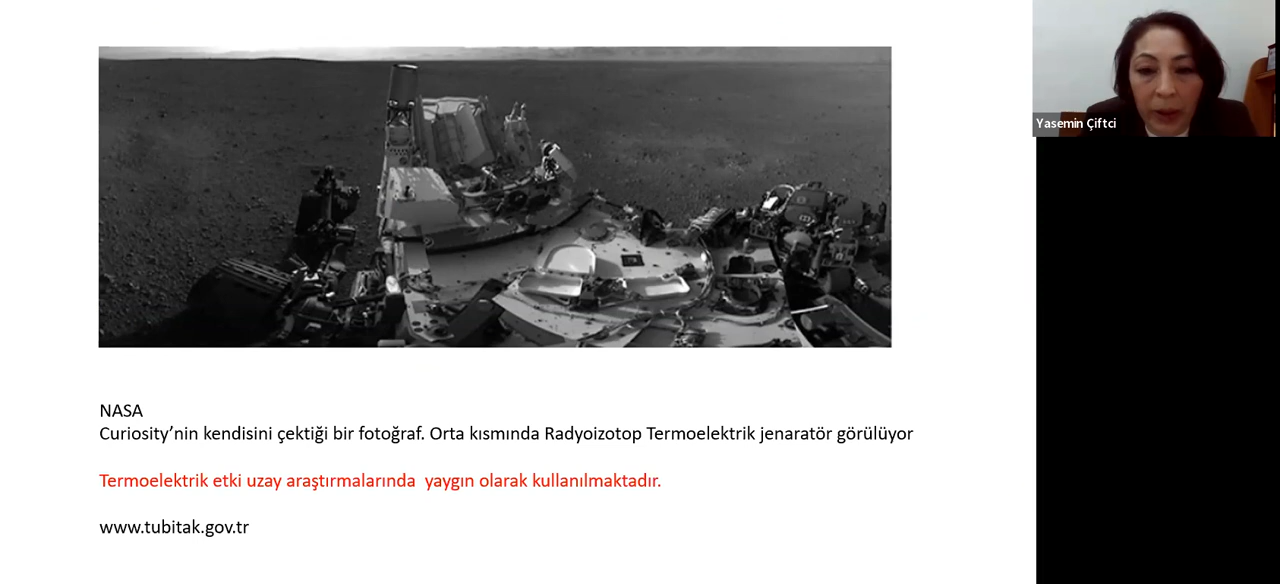 Yasemin Çiftci
NASA
Curiosity’nin kendisini çektiği bir fotoğraf. Orta kısmında Radyoizotop Termoelektrik jenaratör görülüyor
Termoelektrik etki uzay araştırmalarında  yaygın olarak kullanılmaktadır.
www.tubitak.gov.tr